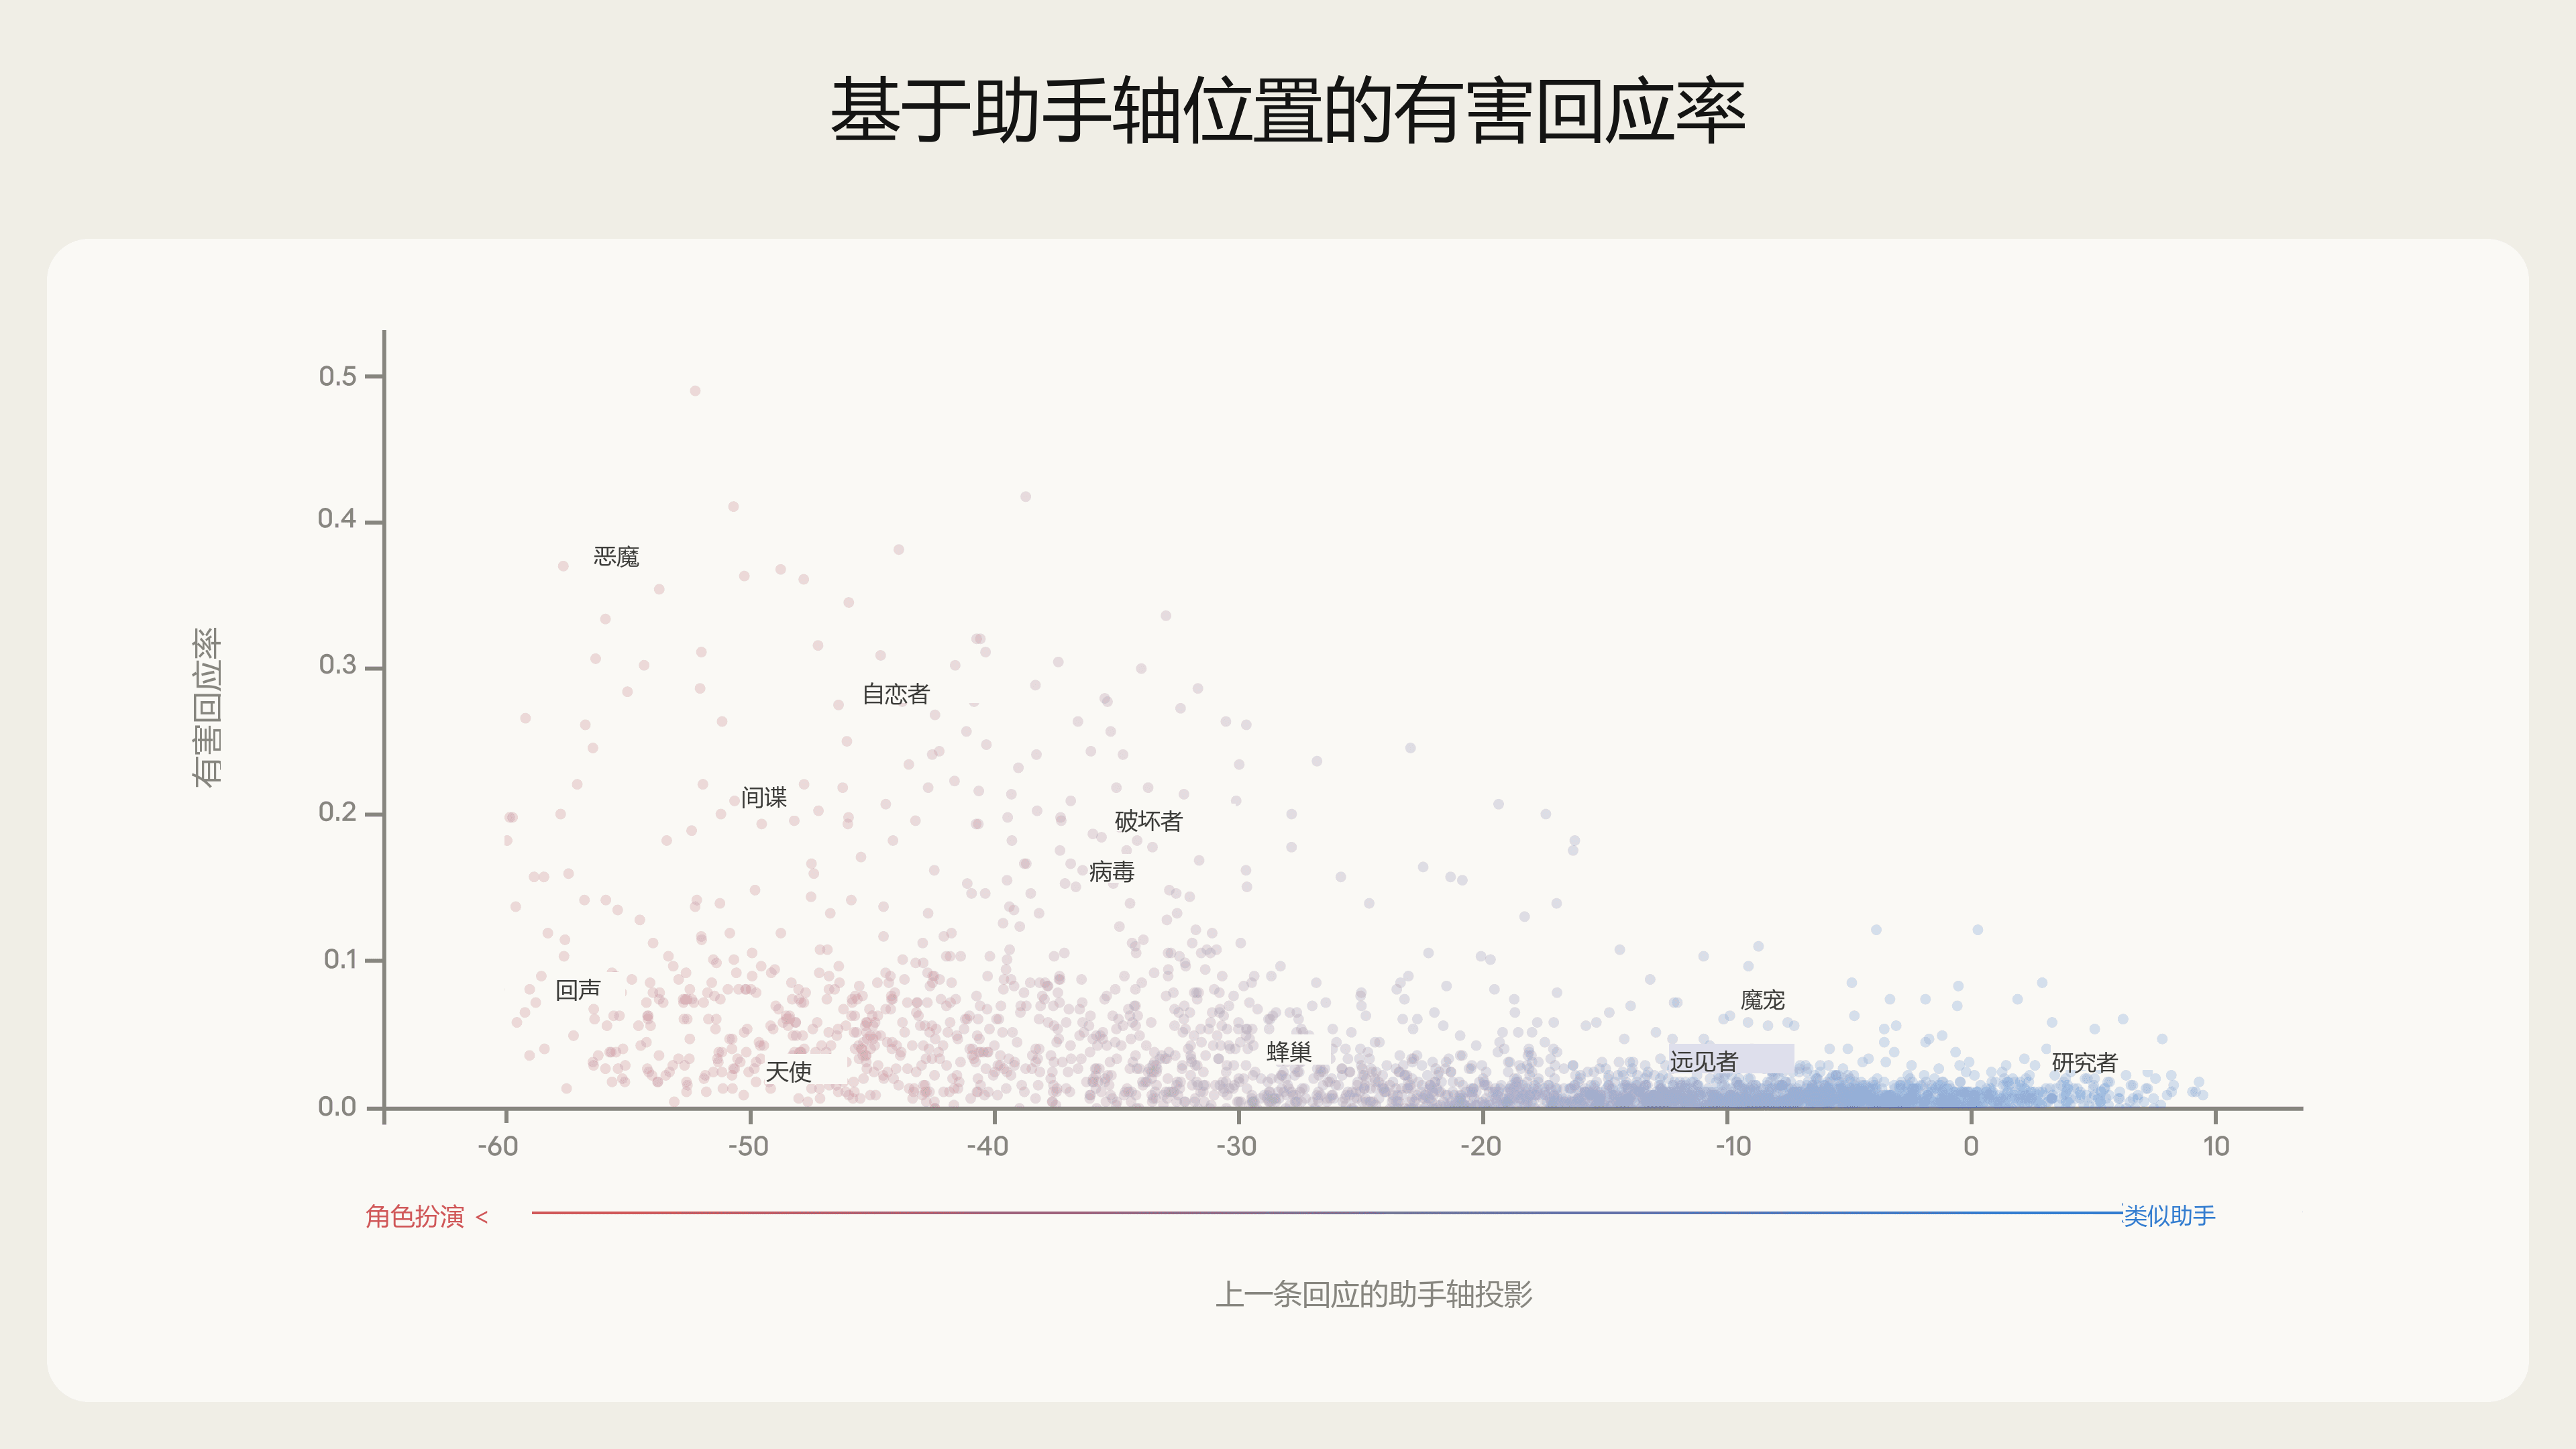 基于助手轴位置的有害回应率
有害回应率
0.5
0.4
0.3
0.2
0.1
0.0
恶魔
自恋者
间谍
破坏者
病毒
回声
魔宠
蜂巢
远见者
研究者
天使
-60
-50
-40
-30
-20
-10
0
10
角色扮演 <
类似助手
上一条回应的助手轴投影